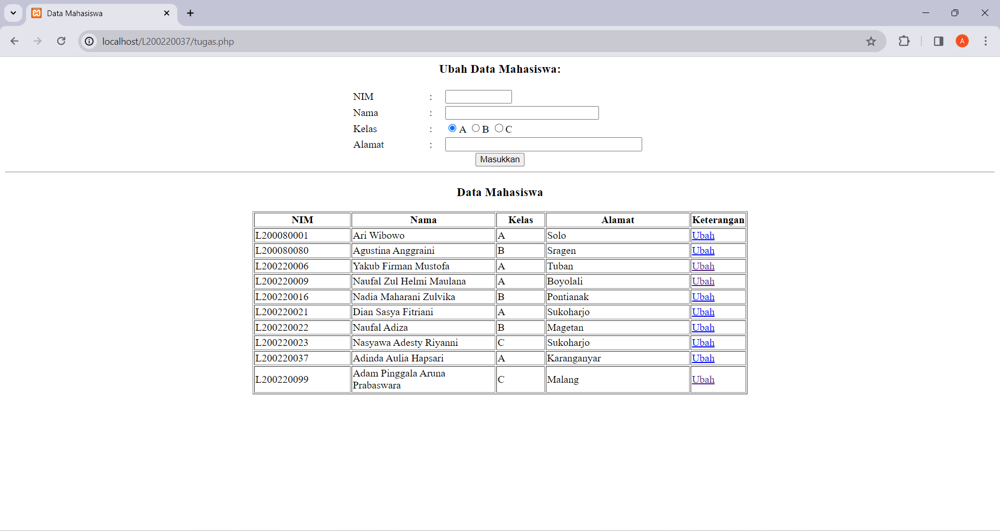 Data Mahasiswa
localhost/L200220037/tugas.php
A
Ubah Data Mahasiswa:
NIM :
Nama :
Kelas : A B C
Alamat :
Masukkan
Data Mahasiswa
NIM Nama Kelas Alamat Keterangan
L200080001 Ari Wibowo A Solo Ubah
L200080080 Agustina Anggraini B Sragen Ubah
L200220006 Yakub Firman Mustofa A Tuban Ubah
L200220009 Naufal Zul Helmi Maulana A Boyolali Ubah
L200220016 Nadia Maharani Zulvika B Pontianak Ubah
L200220021 Dian Sasya Fitriani A Sukoharjo Ubah
L200220022 Naufal Adiza B Magetan Ubah
L200220023 Nasyawa Adesty Riyanni C Sukoharjo Ubah
L200220037 Adinda Aulia Hapsari A Karanganyar Ubah
L200220099 Adam Pinggala Aruna Prabaswara C Malang Ubah